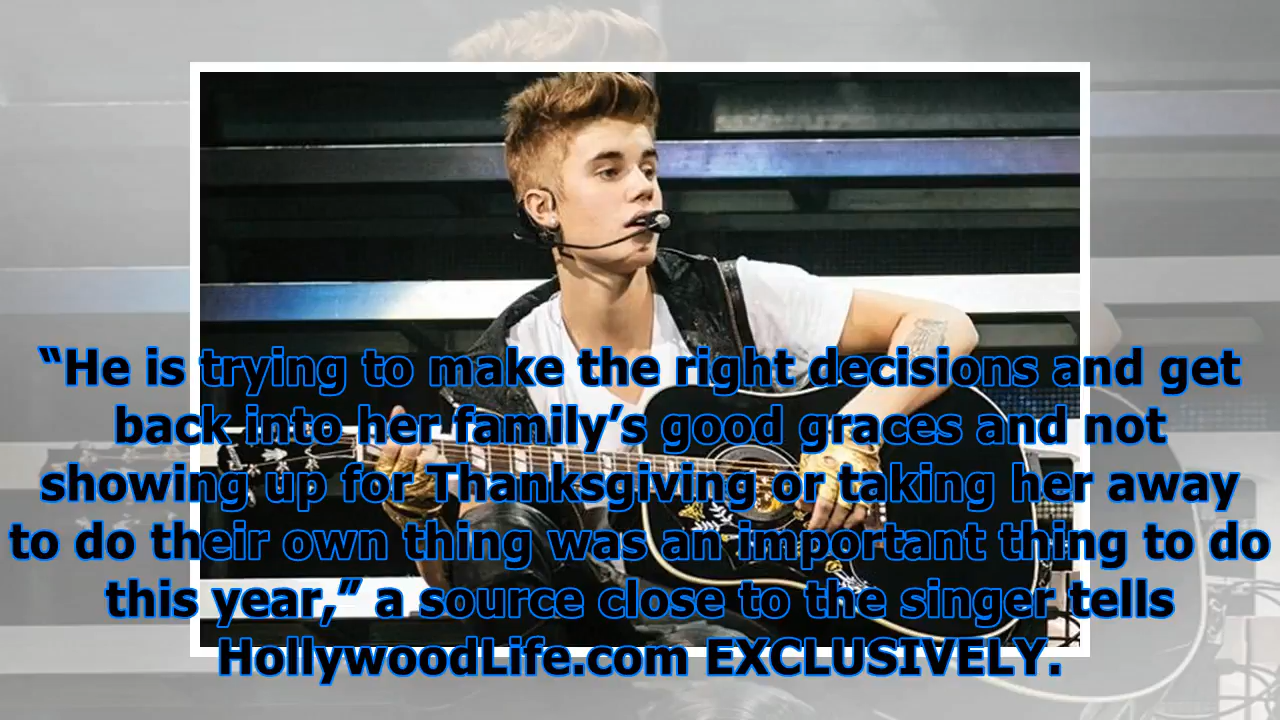 “He is trying to make the right decisions and get
back into her family’s good graces and not
showing up for Thanksgiving or taking her away
to do their own thing was an important thing to do
this year,” a source close to the singer tells
HollywoodLife.com EXCLUSIVELY.